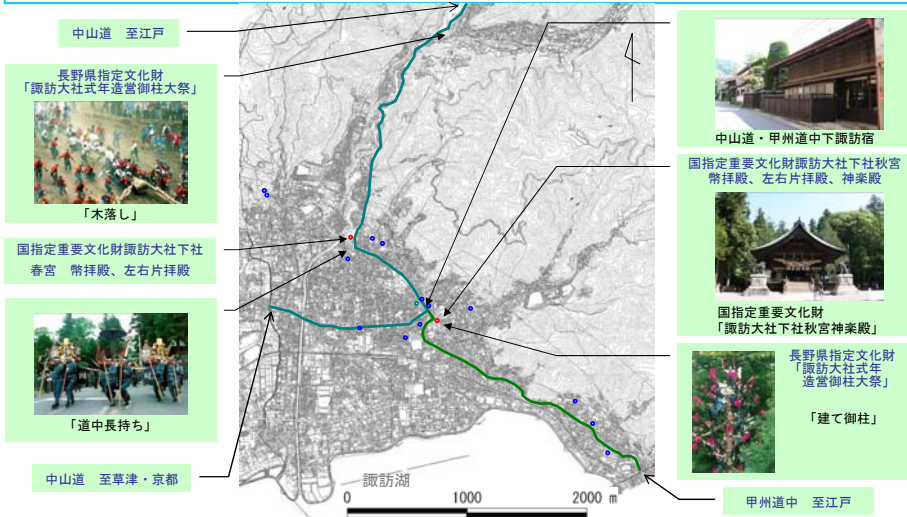 中山道　至江戸
長野県指定文化財
「諏訪大社式年造営御柱大祭」
「木落し」
国指定重要文化財諏訪大社下社
春宮　幣拝殿、左右片拝殿
「道中長持ち」
中山道　至草津・京都
諏訪湖
0 1000 2000 m
中山道・甲州道中下諏訪宿
国指定重要文化財諏訪大社下社秋宮
幣拝殿、左右片拝殿、神楽殿
国指定重要文化財
「諏訪大社下社秋宮神楽殿」
長野県指定文化財
「諏訪大社式年
造営御柱大祭」
「建て御柱」
甲州道中　至江戸